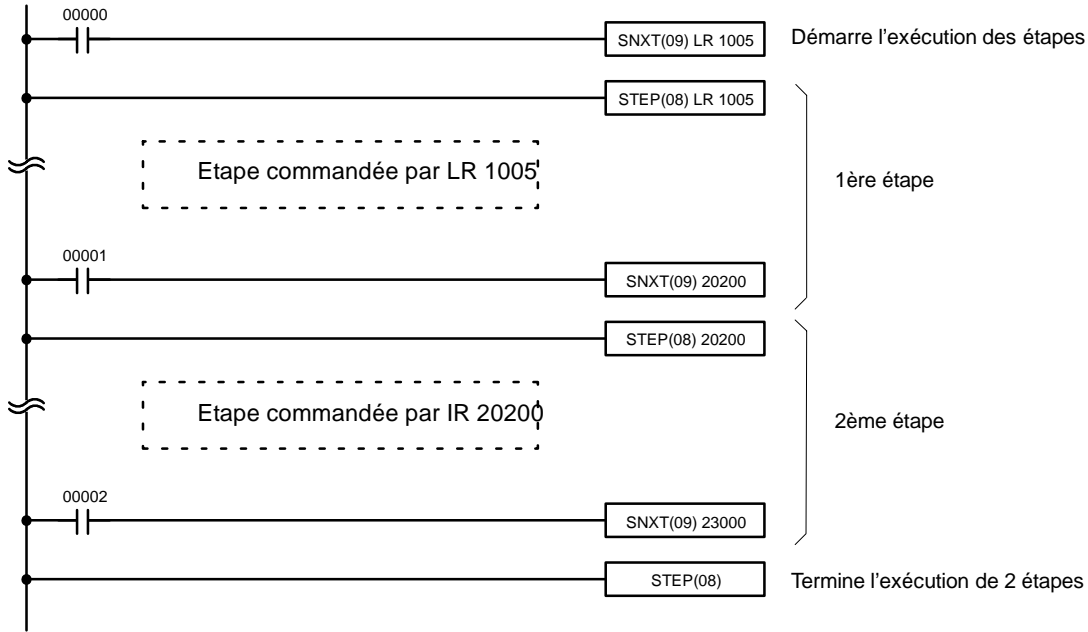 00000
SNXT(09) LR 1005
Démarre l'exécution des étapes
STEP(08) LR 1005
Etape commandée par LR 1005
1ère étape
00001
SNXT(09) 20200
STEP(08) 20200
Etape commandée par IR 20200
2ème étape
00002
SNXT(09) 23000
STEP(08)
Termine l'exécution de 2 étapes